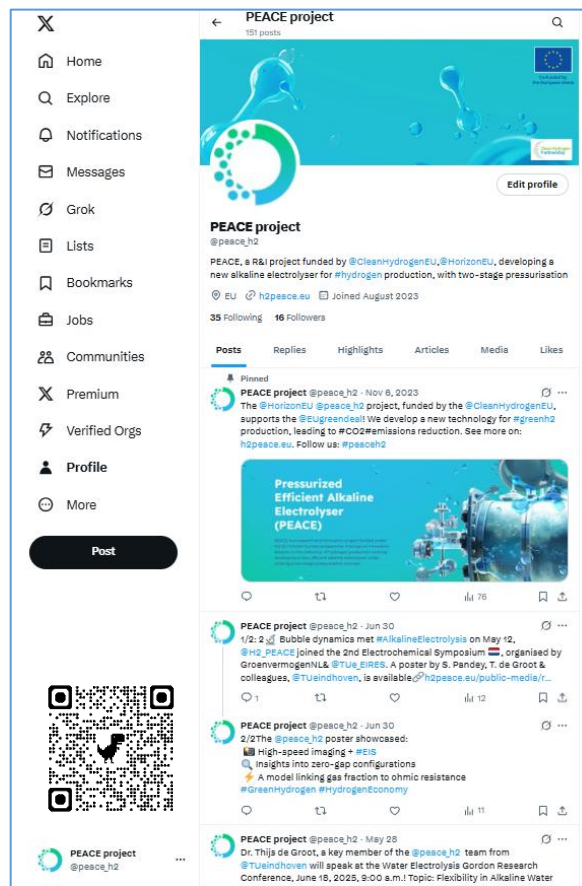 Home
Explore
Notifications
Messages
Grok
Lists
Bookmarks
Jobs
Communities
Premium
Verified Orgs
Profile
More
Post
PEACE project
@peace_h2
PEACE project
151 posts
Co-funded by
the European Union
Clean Hydrogen
Partnership
Edit profile
PEACE project
@peace_h2
PEACE, a R&I project funded by @CleanHydrogenEU,@HorizonEU, developing a
new alkaline electrolyser for #hydrogen production, with two-stage pressurisation
EU h2peace.eu Joined August 2023
35 Following 16 Followers
Posts Replies Highlights Articles Media Likes
Pinned
PEACE project @peace_h2 · Nov 6, 2023
The @HorizonEU @peace_h2 project, funded by the @CleanHydrogenEU,
supports the @EUgreendeal! We develop a new technology for #greenh2
production, leading to #CO2#emissions reduction. See more on:
h2peace.eu. Follow us: #peaceh2
Pressurized
Efficient Alkaline
Electrolyser
(PEACE)
76
PEACE project @peace_h2 · Jun 30
1/2: 2 Bubble dynamics met #AlkalineElectrolysis on May 12,
@H2_PEACE joined the 2nd Electrochemical Symposium 🇳🇱, organised by
GroenvermogenNL& @TUe_EIRES. A poster by S. Pandey, T. de Groot &
colleagues, @TUeindhoven, is available🔗h2peace.eu/public-media/r...
1 12
PEACE project @peace_h2 · Jun 30
2/2The @peace_h2 poster showcased:
📸 High-speed imaging + #EIS
🔍 Insights into zero-gap configurations
⚡ A model linking gas fraction to ohmic resistance
#GreenHydrogen #HydrogenEconomy
11
PEACE project @peace_h2 · May 28
Dr. Thijs de Groot, a key member of the @peace_h2 team from
@TUeindhoven will speak at the Water Electrolysis Gordon Research
Conference, June 18, 2025, 9:00 a.m.! Topic: Flexibility in Alkaline Water